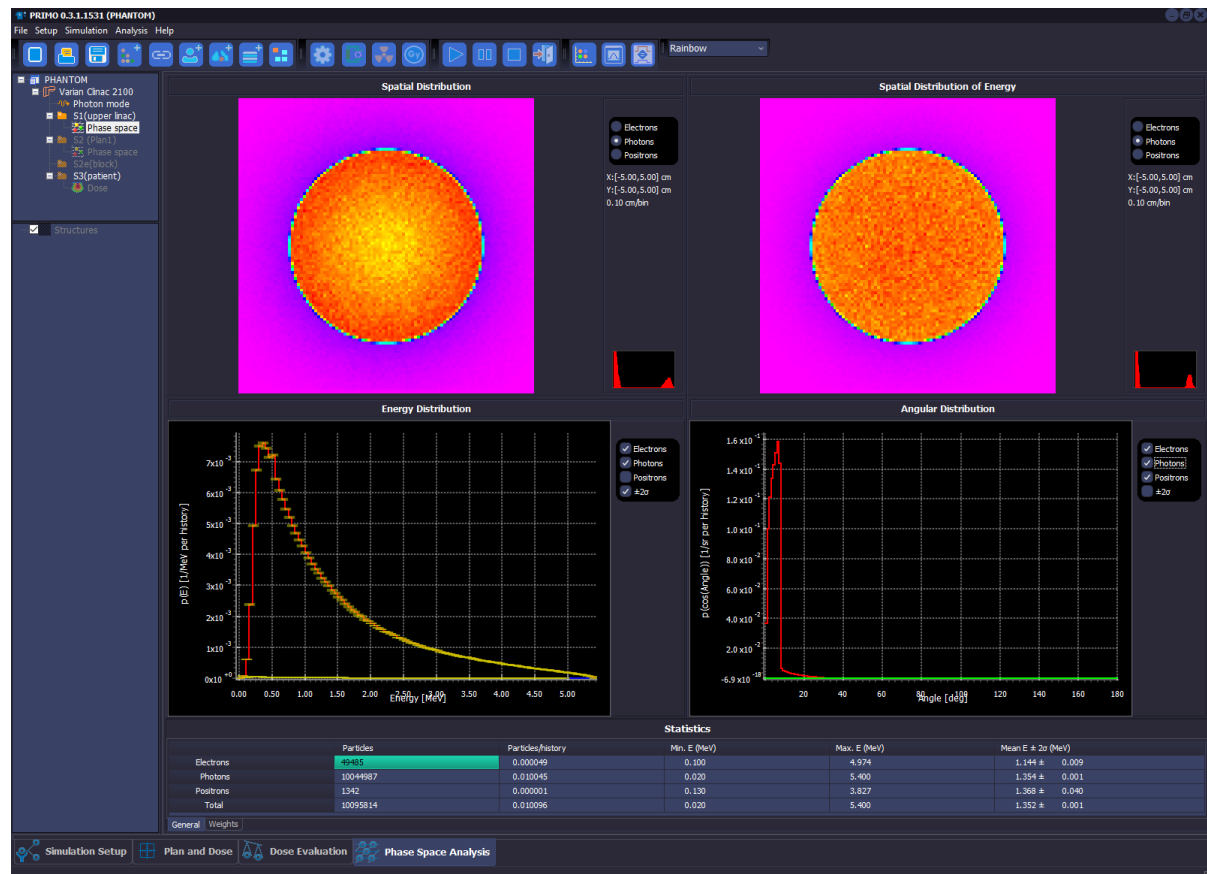 PRIMO 0.3.1.1531 (PHANTOM)
File Setup Simulation Analysis Help
Rainbow
PHANTOM
Varian Clinac 2100
Photon mode
S1(upper linac)
Phase space
S2 (Plan1)
Phase space
S2e(block)
S3(patient)
Dose
Structures
Spatial Distribution
Electrons
Photons
Positrons
X:[-5.00,5.00] cm
Y:[-5.00,5.00] cm
0.10 cm/bin
Spatial Distribution of Energy
Electrons
Photons
Positrons
X:[-5.00,5.00] cm
Y:[-5.00,5.00] cm
0.10 cm/bin
Energy Distribution
p(E) [1/MeV per history]
7x10 -3
6x10 -3
5x10 -3
4x10 -3
3x10 -3
2x10 -3
1x10 -3
0x10 +0
0.00 0.50 1.00 1.50 2.00 2.50 3.00 3.50 4.00 4.50 5.00
Energy [MeV]
Electrons
Photons
Positrons
±2σ
Angular Distribution
p(cos(Angle)) [1/sr per history]
1.6 x10 -1
1.4 x10 -1
1.2 x10 -1
1.0 x10 -1
8.0 x10 -2
6.0 x10 -2
4.0 x10 -2
2.0 x10 -2
-6.9 x10 -18
20 40 60 80 100 120 140 160 180
Angle [deg]
Electrons
Photons
Positrons
±2σ
Statistics
Particles Particles/history Min. E (MeV) Max. E (MeV) Mean E ± 2σ (MeV)
Electrons 49485 0.000049 0.100 4.974 1.144 ± 0.009
Photons 10044987 0.010045 0.020 5.400 1.354 ± 0.001
Positrons 1342 0.000001 0.130 3.827 1.368 ± 0.040
Total 10095814 0.010096 0.020 5.400 1.352 ± 0.001
General Weights
Simulation Setup Plan and Dose Dose Evaluation Phase Space Analysis